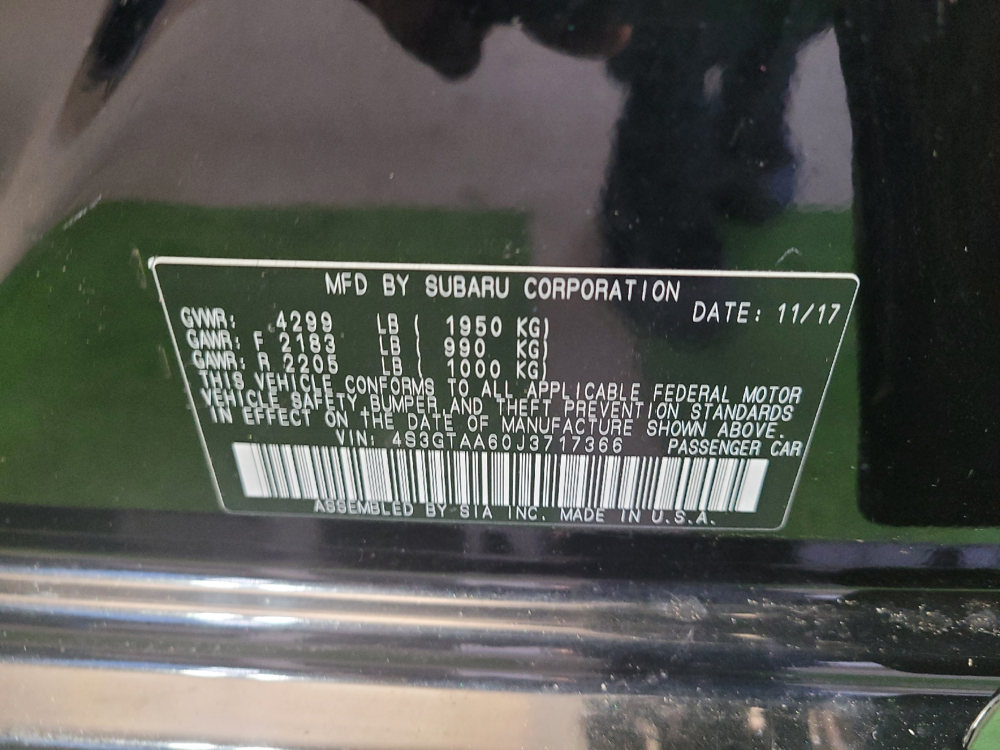 MFD BY SUBARU CORPORATION
DATE: 11/17
GVWR: 4299 LB ( 1950 KG)
GAWR: F 2183 LB ( 990 KG)
GAWR: R 2205 LB ( 1000 KG)
THIS VEHICLE CONFORMS TO ALL APPLICABLE FEDERAL MOTOR
VEHICLE SAFETY, BUMPER AND THEFT PREVENTION STANDARDS
IN EFFECT ON THE DATE OF MANUFACTURE SHOWN ABOVE.
VIN: 4S3GTAA60J3717366 PASSENGER CAR
ASSEMBLED BY SIA INC. MADE IN U.S.A.